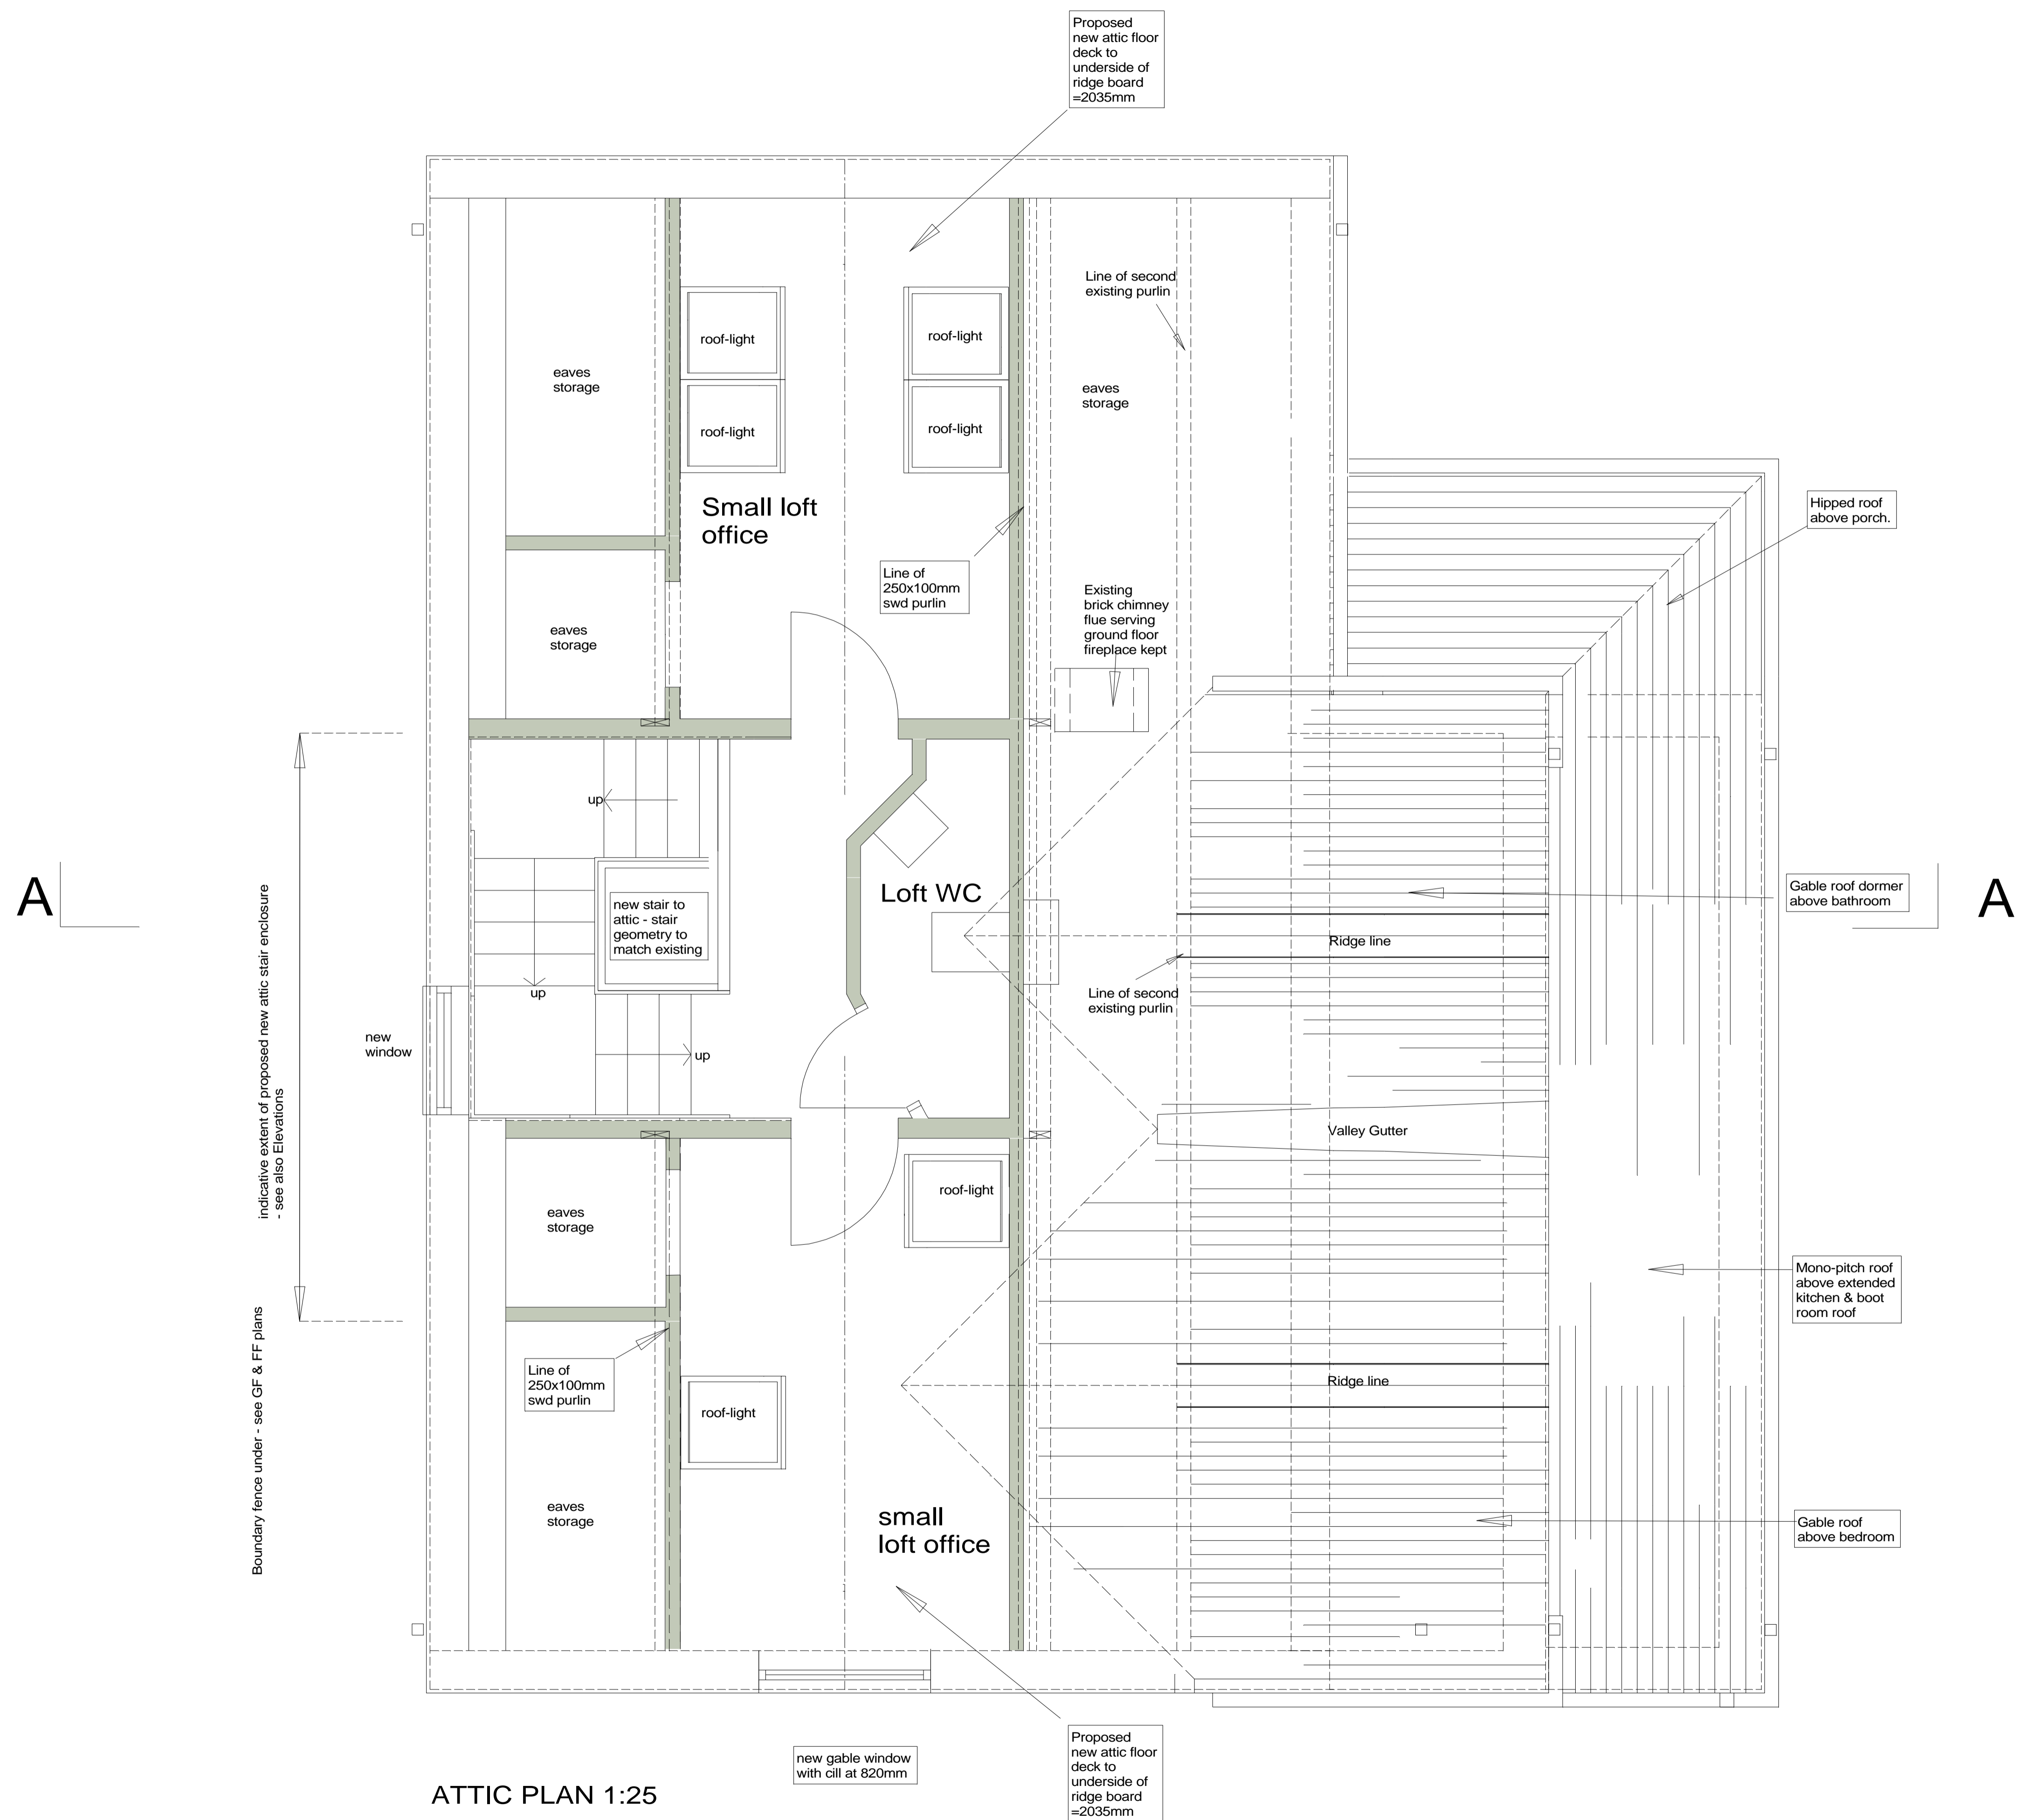 Proposed
new attic floor
deck to
underside of
ridge board
=2035mm
Line of second
existing purlin
roof-light
roof-light
eaves
storage
eaves
storage
roof-light
roof-light
Small loft
office
Hipped roof
above porch.
Line of
250x100mm
swd purlin
Existing
brick chimney
flue serving
ground floor
fireplace kept
eaves
storage
up
A
Loft WC
Gable roof dormer
above bathroom
A
new stair to
attic - stair
geometry to
match existing
Ridge line
up
Line of second
existing purlin
new
window
up
indicative extent of proposed new attic stair enclosure
- see also Elevations
Valley Gutter
roof-light
eaves
storage
Mono-pitch roof
above extended
kitchen & boot
room roof
Boundary fence under - see GF & FF plans
Line of
250x100mm
swd purlin
Ridge line
roof-light
eaves
storage
small
loft office
Gable roof
above bedroom
new gable window
with cill at 820mm
Proposed
new attic floor
deck to
underside of
ridge board
=2035mm
ATTIC PLAN 1:25